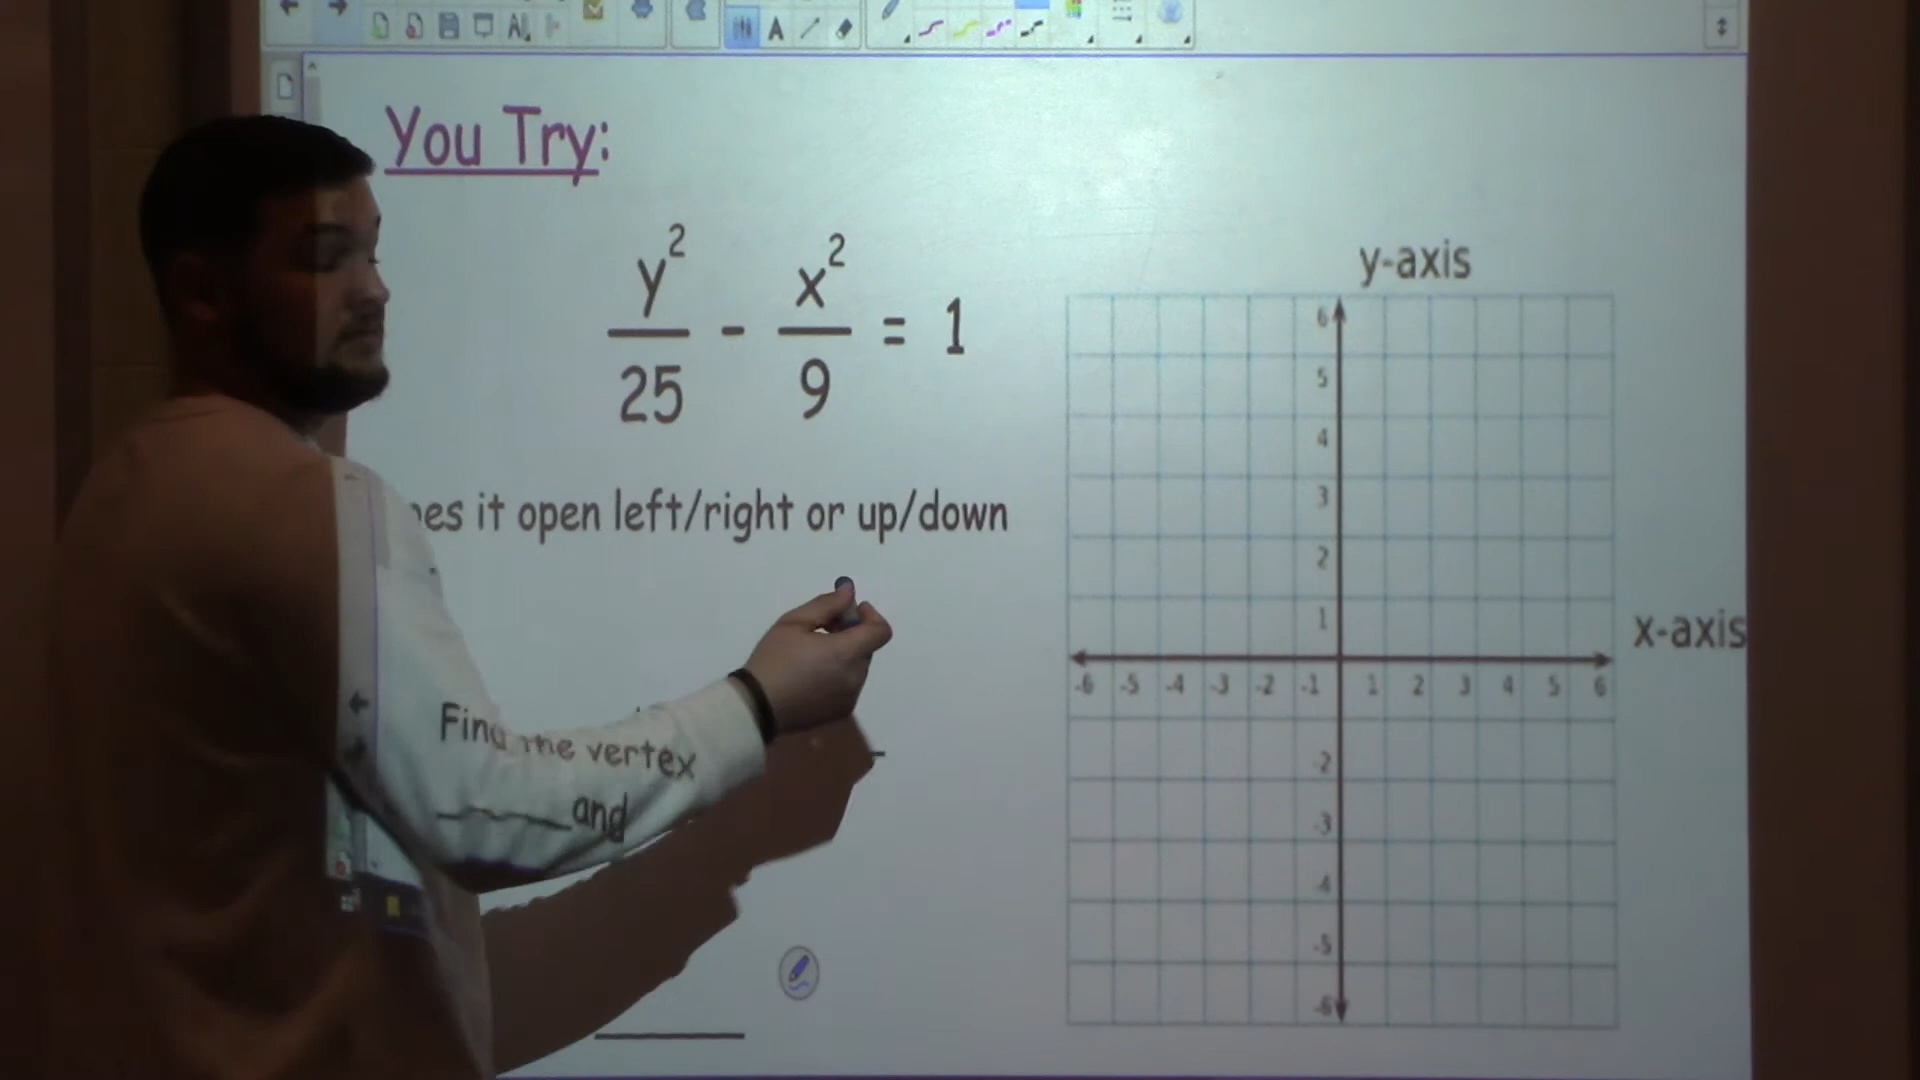 You Try:
y² x²
— - — = 1
25 9
es it open left/right or up/down
Find the vertex
______and
y-axis
6
5
4
3
2
1
x-axis
-6 -5 -4 -3 -2 -1 1 2 3 4 5 6
-2
-3
-4
-5
-6